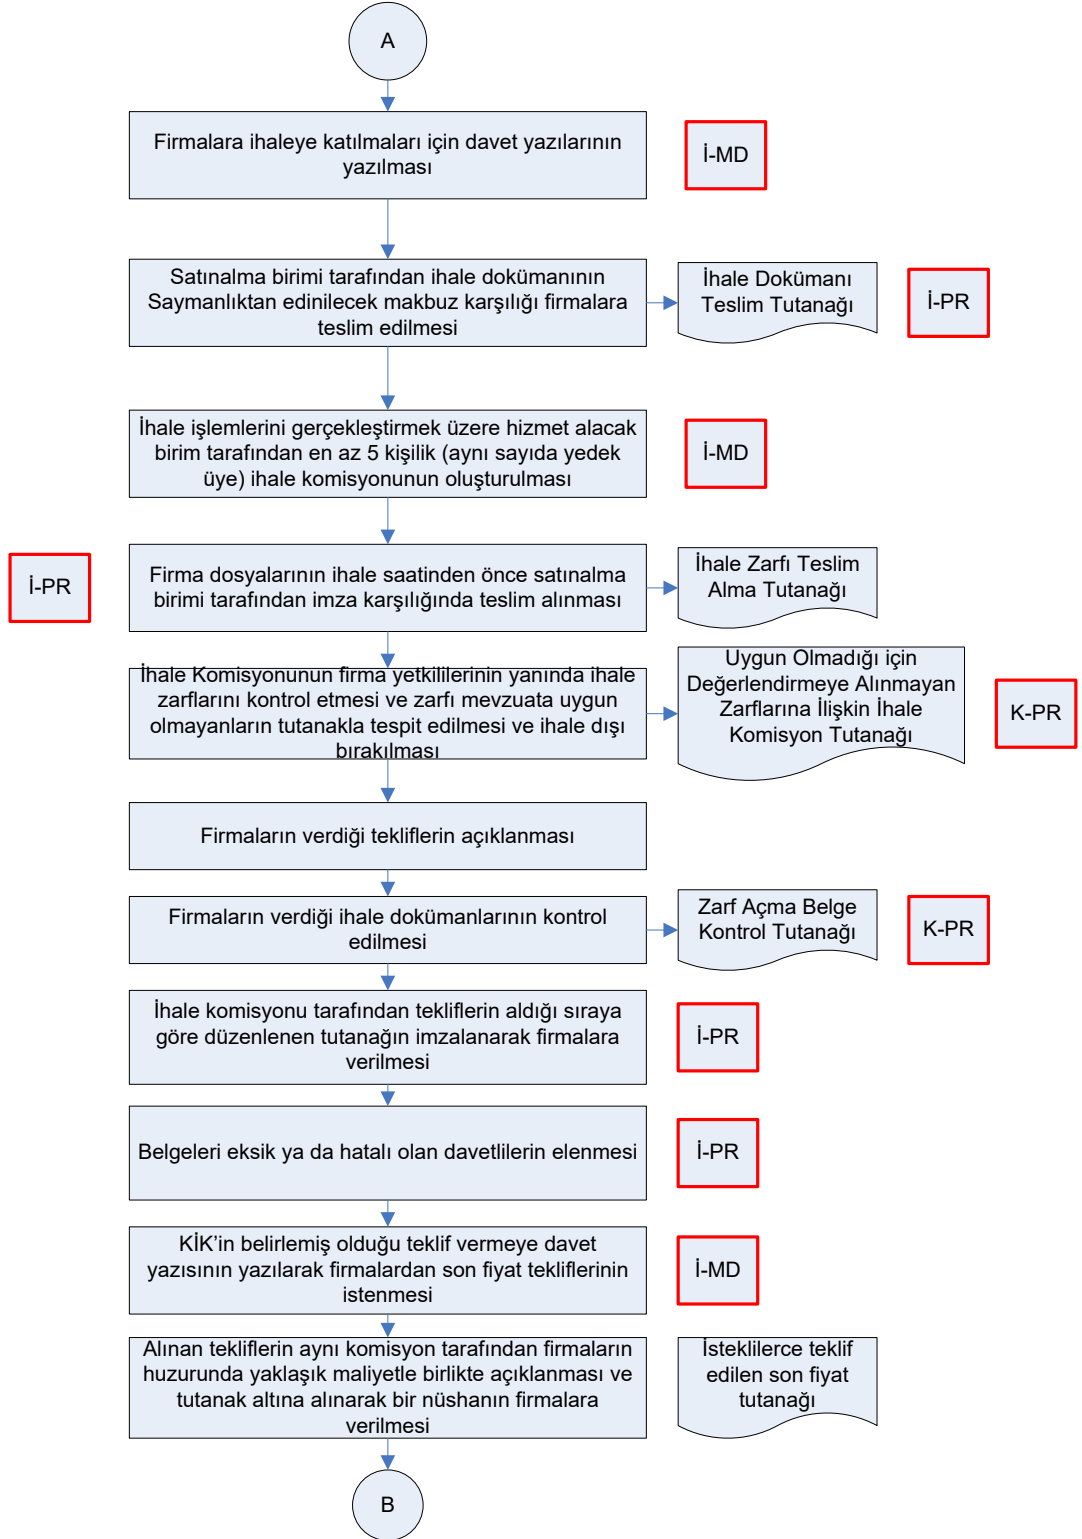 A
Firmalara ihaleye katılmaları için davet yazılarının
yazılması
İ-MD
Satınalma birimi tarafından ihale dokümanının
Saymanlıktan edinilecek makbuz karşılığı firmalara
teslim edilmesi
İhale Dokümanı
Teslim Tutanağı
İ-PR
İhale işlemlerini gerçekleştirmek üzere hizmet alacak
birim tarafından en az 5 kişilik (aynı sayıda yedek
üye) ihale komisyonunun oluşturulması
İ-MD
İ-PR
Firma dosyalarının ihale saatinden önce satınalma
birimi tarafından imza karşılığında teslim alınması
İhale Zarfı Teslim
Alma Tutanağı
İhale Komisyonunun firma yetkililerinin yanında ihale
zarflarını kontrol etmesi ve zarfı mevzuata uygun
olmayanların tutanakla tespit edilmesi ve ihale dışı
bırakılması
Uygun Olmadığı için
Değerlendirmeye Alınmayan
Zarflarına İlişkin İhale
Komisyon Tutanağı
K-PR
Firmaların verdiği tekliflerin açıklanması
Firmaların verdiği ihale dokümanlarının kontrol
edilmesi
Zarf Açma Belge
Kontrol Tutanağı
K-PR
İhale komisyonu tarafından tekliflerin aldığı sıraya
göre düzenlenen tutanağın imzalanarak firmalara
verilmesi
İ-PR
Belgeleri eksik ya da hatalı olan davetlilerin elenmesi
İ-PR
KİK’in belirlemiş olduğu teklif vermeye davet
yazısının yazılarak firmalardan son fiyat tekliflerinin
istenmesi
İ-MD
Alınan tekliflerin aynı komisyon tarafından firmaların
huzurunda yaklaşık maliyetle birlikte açıklanması ve
tutanak altına alınarak bir nüshanın firmalara
verilmesi
İsteklilerce teklif
edilen son fiyat
tutanağı
B